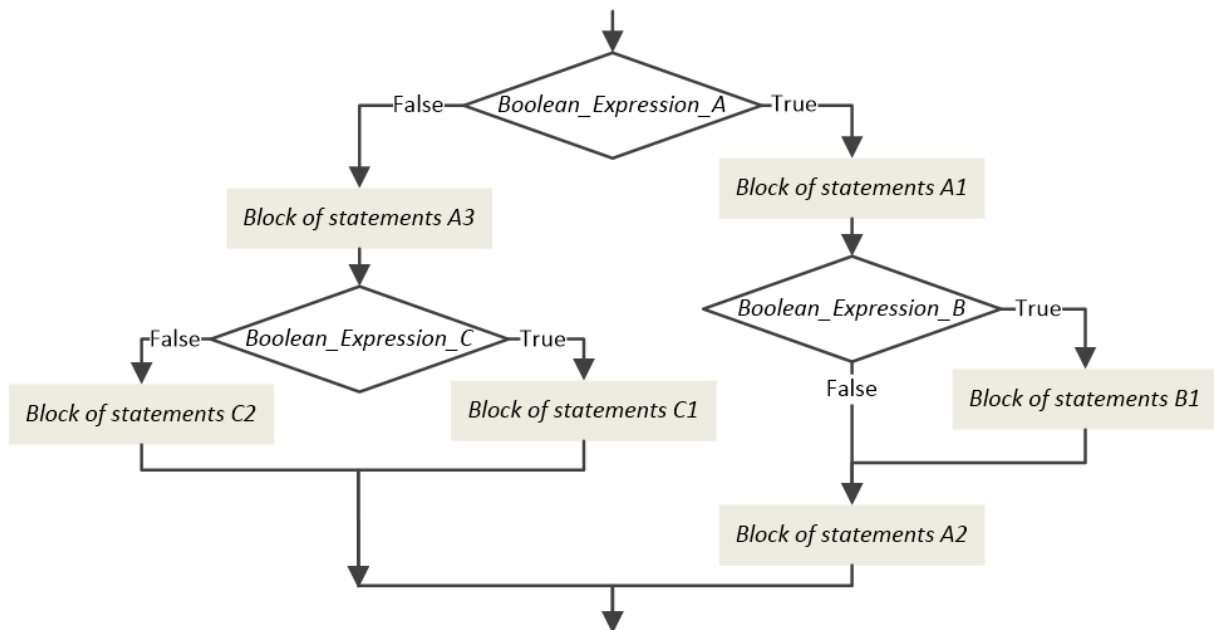 Boolean_Expression_A
False
True
Block of statements A1
Block of statements A3
Boolean_Expression_B
True
False
Boolean_Expression_C
False
True
Block of statements B1
Block of statements C2
Block of statements C1
Block of statements A2